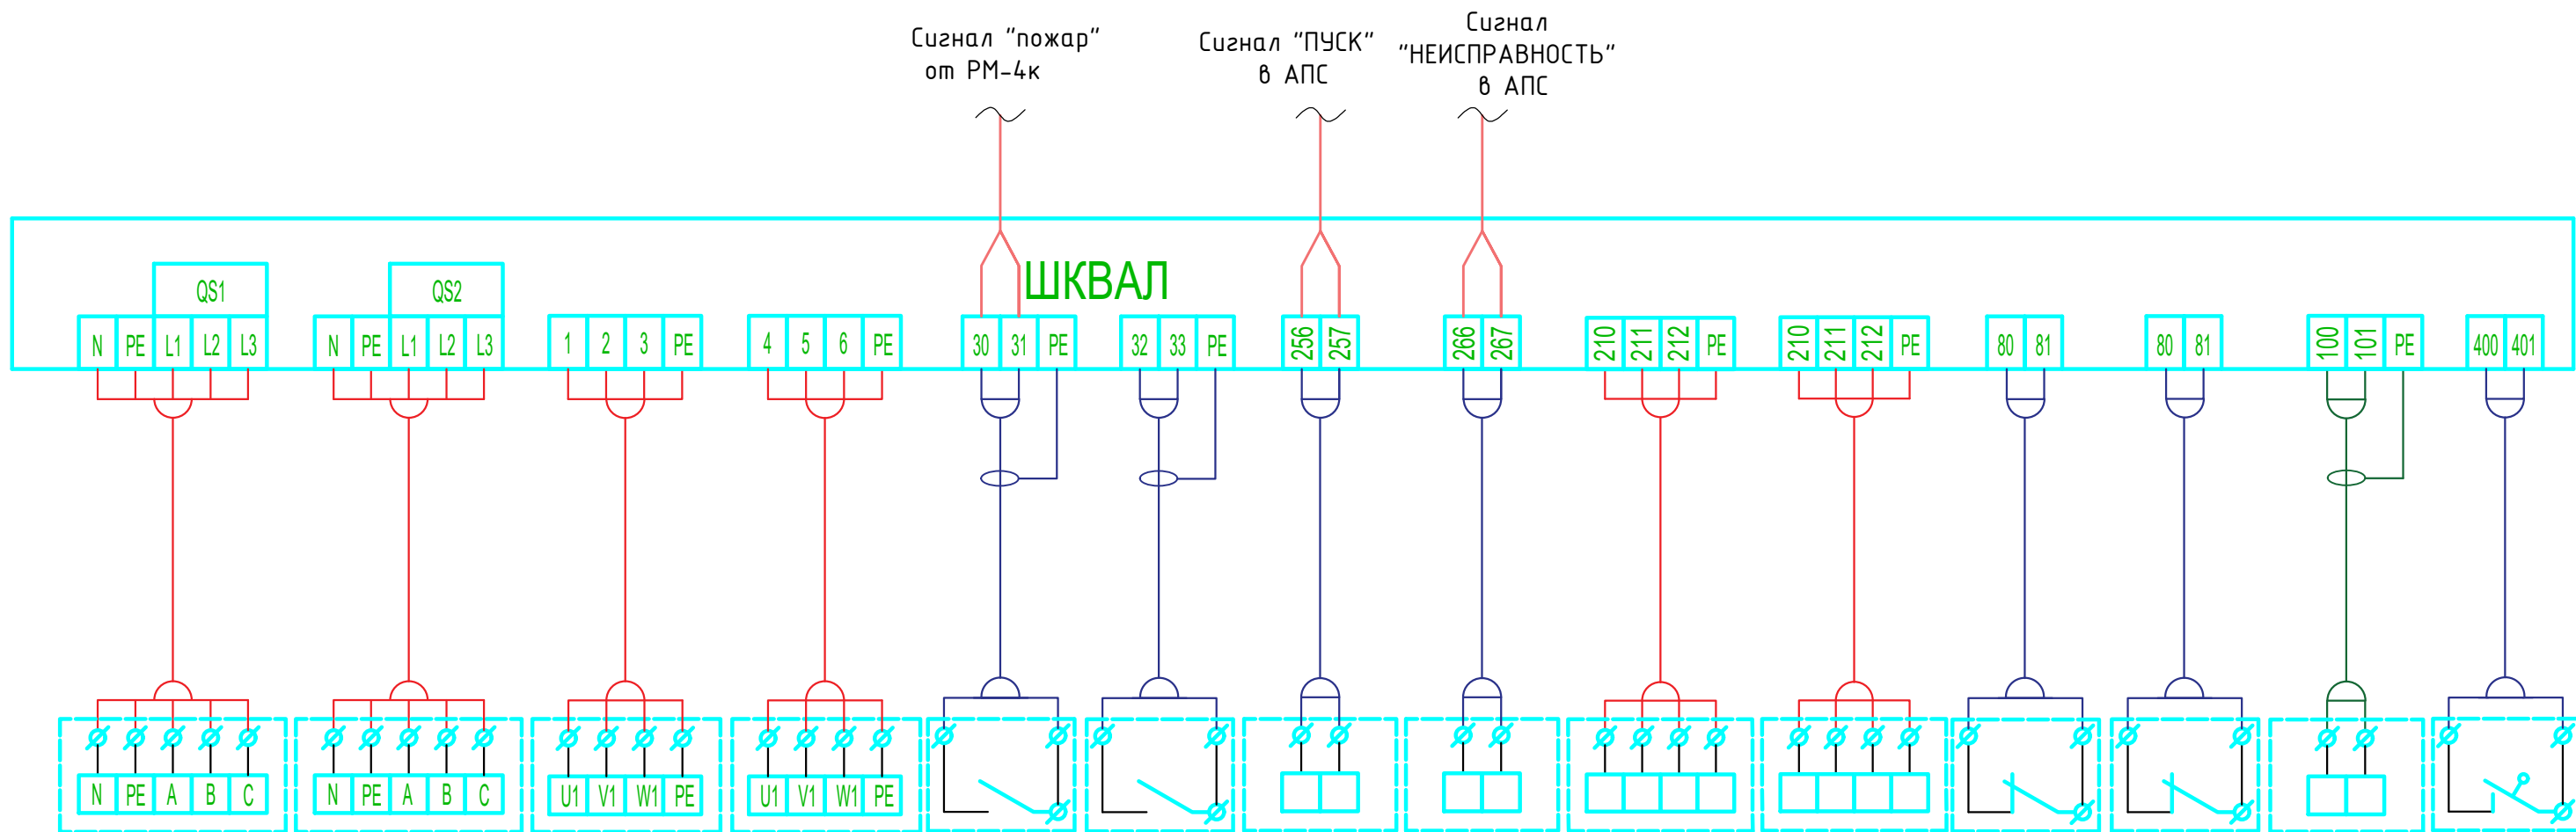 Сигнал "пожар"
от РМ-4к
Сигнал "ПУСК"
в АПС
Сигнал
"НЕИСПРАВНОСТЬ"
в АПС
ШКВАЛ
QS1
QS2
N PE L1 L2 L3
N PE L1 L2 L3
1 2 3 PE
4 5 6 PE
30 31 PE
32 33 PE
256 257
266 267
210 211 212 PE
210 211 212 PE
80 81
80 81
100 101 PE
400 401
N PE A B C
N PE A B C
U1 V1 W1 PE
U1 V1 W1 PE